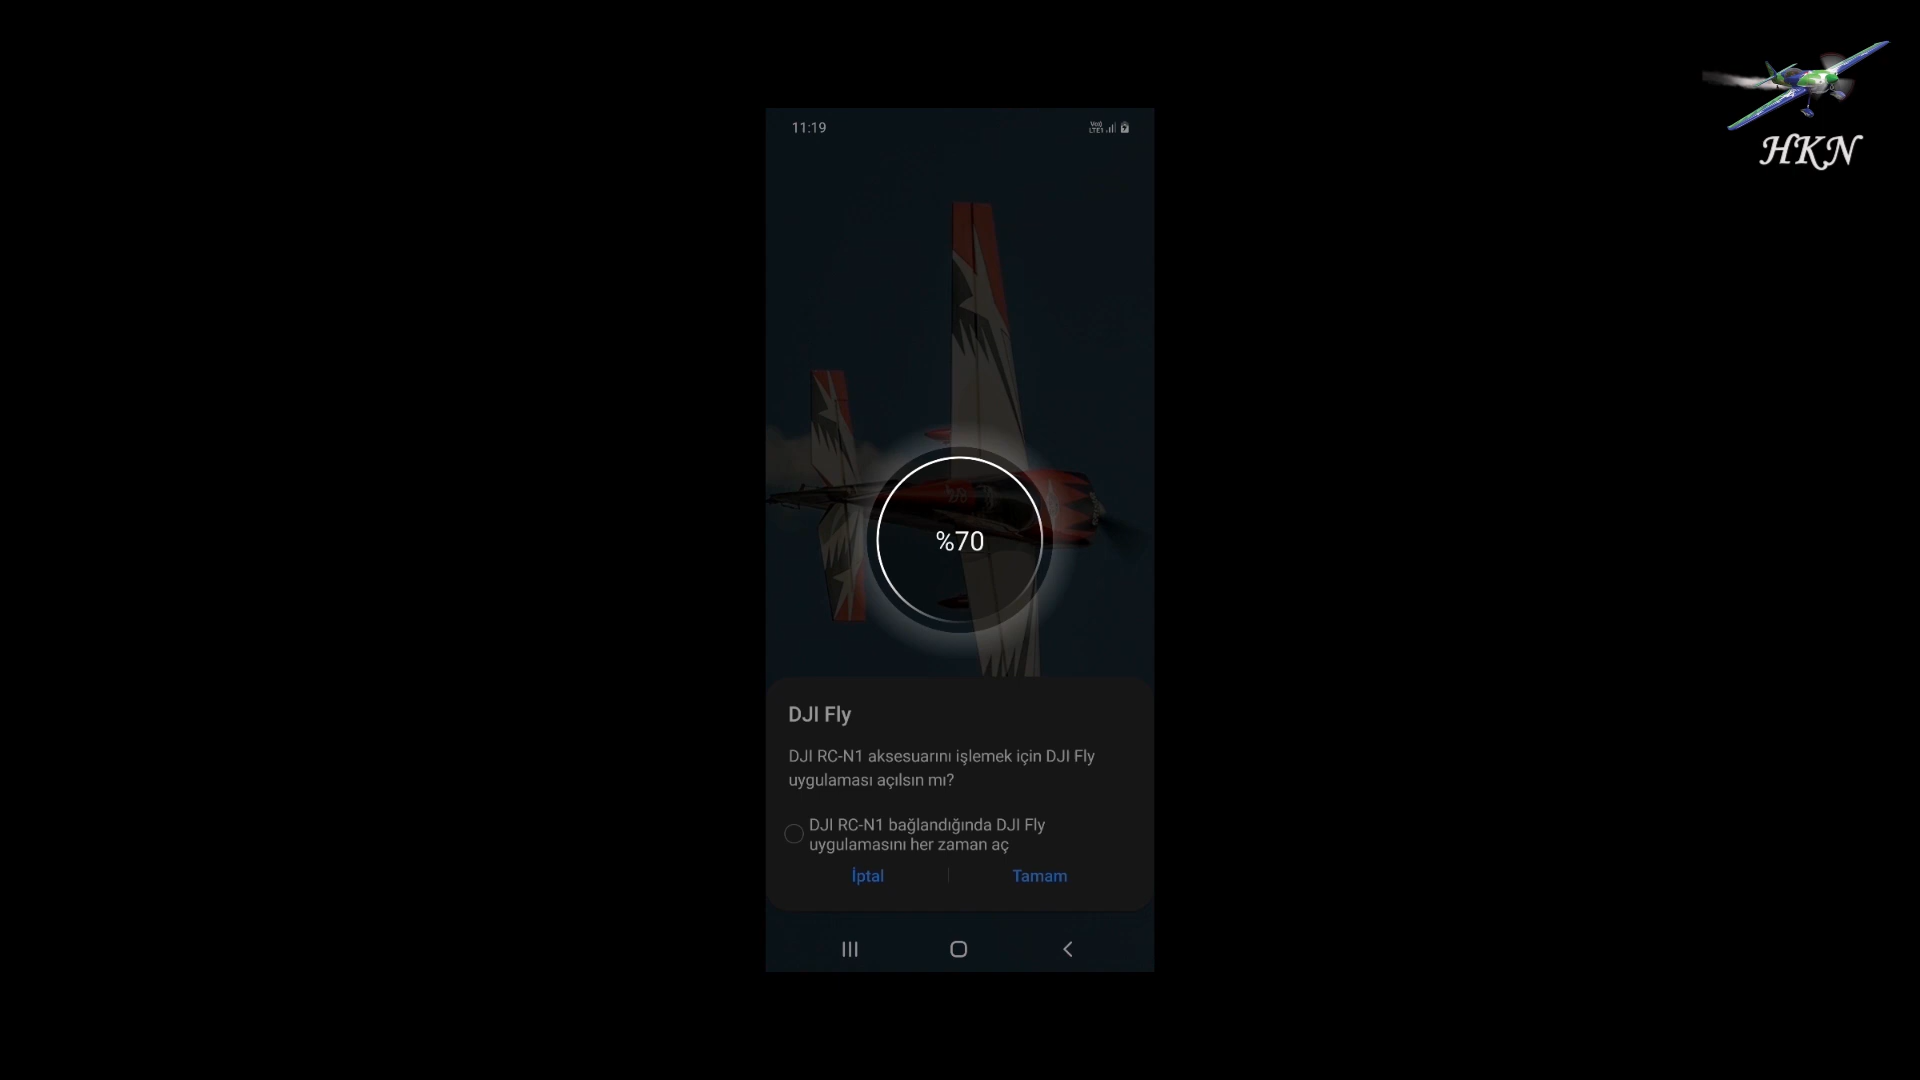 HKN
11:19
%70
DJI Fly
DJI RC-N1 aksesuarını işlemek için DJI Fly
uygulaması açılsın mı?
DJI RC-N1 bağlandığında DJI Fly
uygulamasını her zaman aç
İptal
Tamam